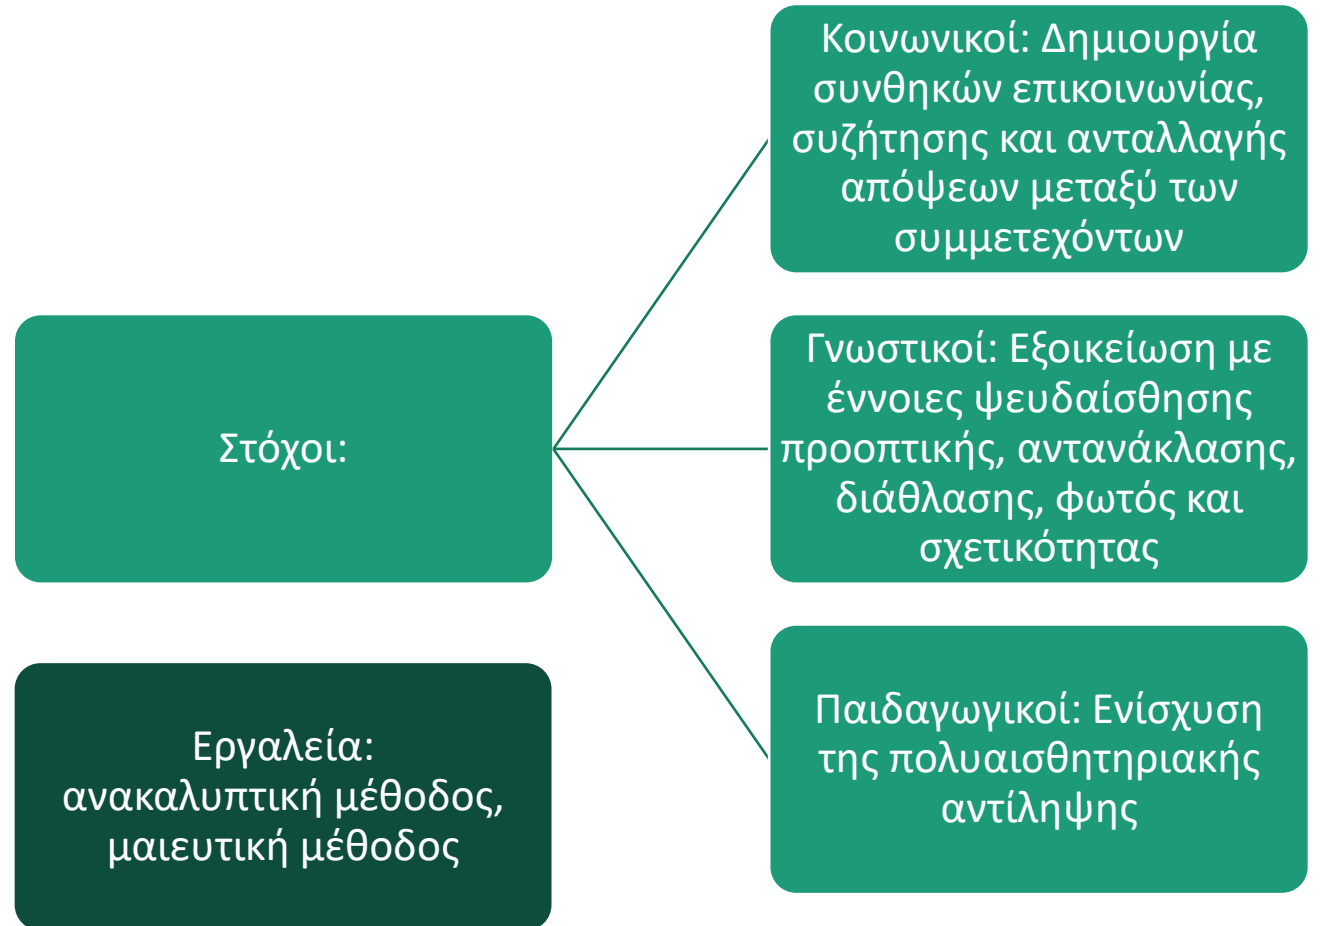 Στόχοι:
Κοινωνικοί: Δημιουργία
συνθηκών επικοινωνίας,
συζήτησης και ανταλλαγής
απόψεων μεταξύ των
συμμετεχόντων
Γνωστικοί: Εξοικείωση με
έννοιες ψευδαίσθησης
προοπτικής, αντανάκλασης,
διάθλασης, φωτός και
σχετικότητας
Παιδαγωγικοί: Ενίσχυση
της πολυαισθητηριακής
αντίληψης
Εργαλεία:
ανακαλυπτική μέθοδος,
μαιευτική μέθοδος